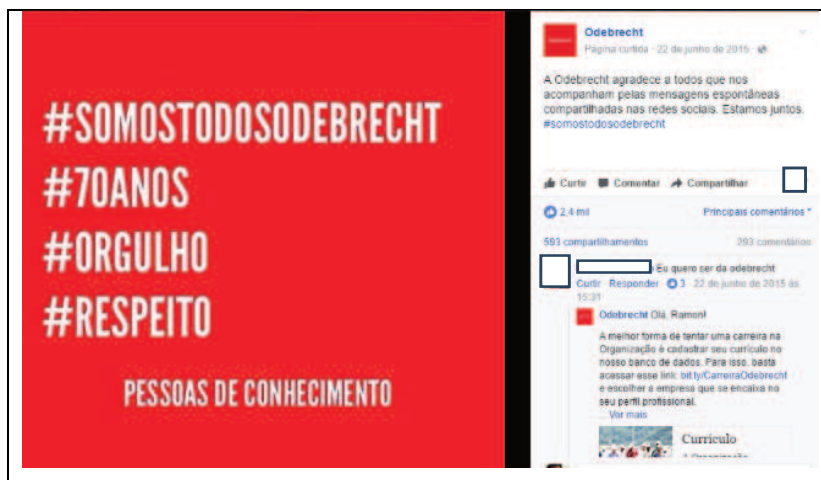 #SOMOSTODOSODEBRECHT
#70ANOS
#ORGULHO
#RESPEITO
PESSOAS DE CONHECIMENTO
Odebrecht
Página curtida · 22 de junho de 2015 ·
A Odebrecht agradece a todos que nos
acompanham pelas mensagens espontâneas
compartilhadas nas redes sociais. Estamos juntos.
#somostodosodebrecht
Curtir Comentar Compartilhar
2,4 mil Principais comentários
593 compartilhamentos 293 comentários
Eu quero ser da odebrecht
Curtir · Responder · 3 · 22 de junho de 2015 às
15:31
Odebrecht Olá, Ramon!
A melhor forma de tentar uma carreira na
Organização é cadastrar seu currículo no
nosso banco de dados. Para isso, basta
acessar esse link: bit.ly/CarreiraOdebrecht
e escolher a empresa que se encaixa no
seu perfil profissional.
... Ver mais
Currículo